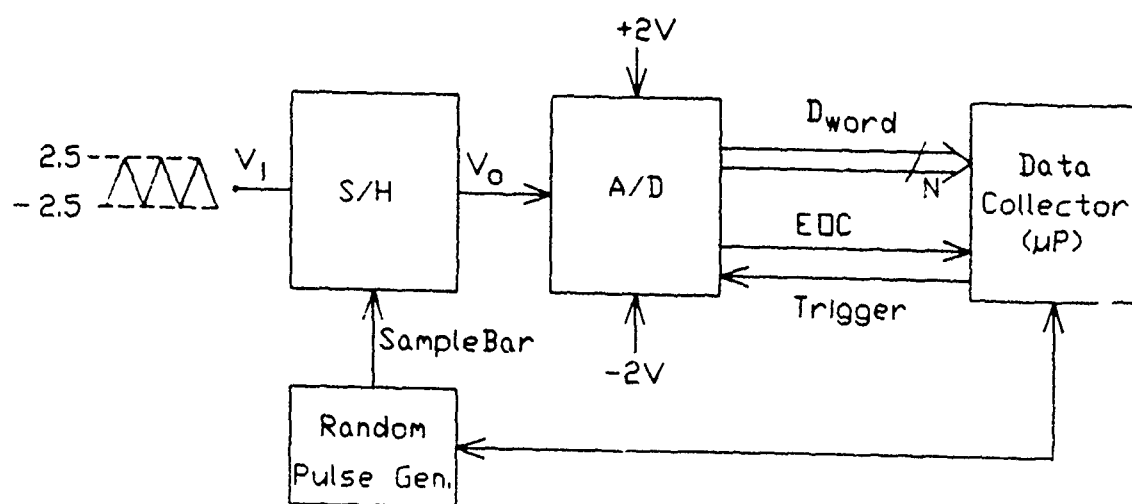 +2V
2.5
-2.5
V1
S/H
Vo
A/D
Dword
N
EOC
Trigger
Data
Collector
(μP)
SampleBar
-2V
Random
Pulse Gen.